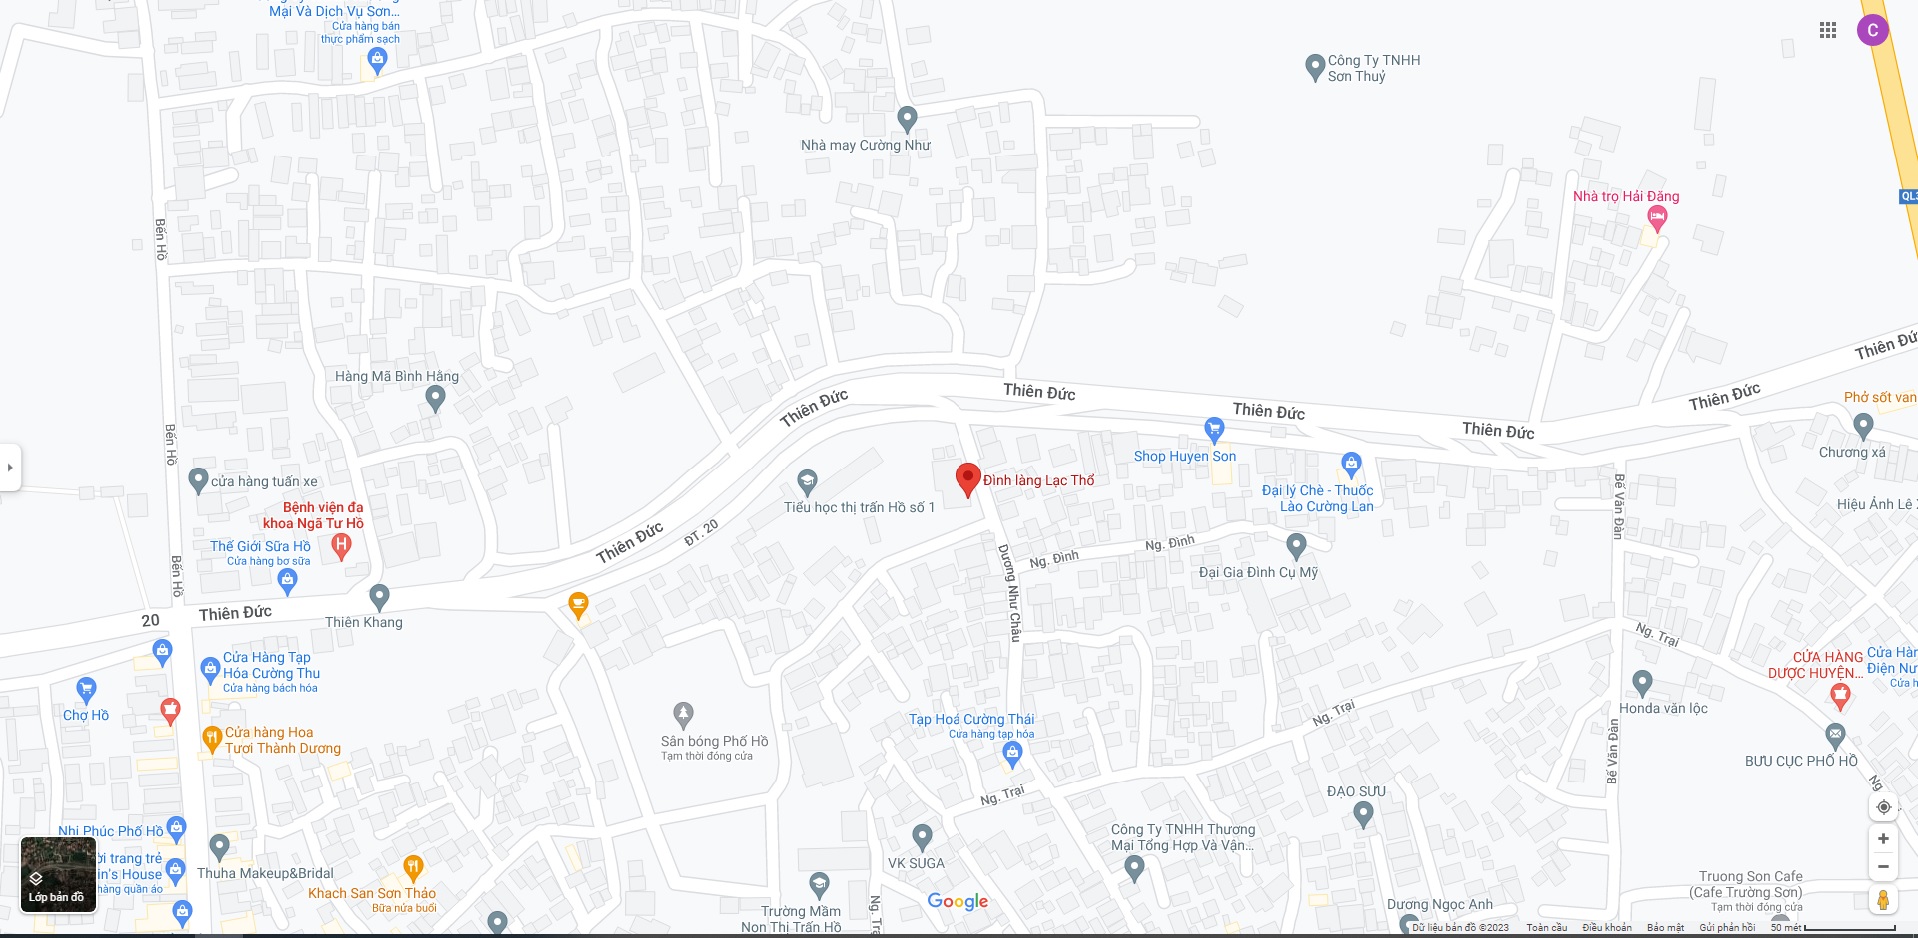 Mại Và Dịch Vụ Sơn...
Cửa hàng bán
thực phẩm sạch
C
Công Ty TNHH
Sơn Thuỷ
Nhà may Cường Như
Nhà trọ Hải Đăng
QL3
Bến Hồ
Thiên Đức
Hàng Mã Bình Hằng
Thiên Đức
Thiên Đức
Thiên Đức
Thiên Đức
Thiên Đức
Phở sốt van
Bến Hồ
Chương xá
Shop Huyen Son
cửa hàng tuấn xe
Đình làng Lạc Thổ
Đại lý Chè - Thuốc
Lào Cường Lan
Tiểu học thị trấn Hồ số 1
Bế Văn Đàn
Hiệu Ảnh Lê
Bệnh viện đa
khoa Ngã Tư Hồ
Thiên Đức
ĐT. 20
Thế Giới Sữa Hồ
Cửa hàng bơ sữa
Ng. Đình
Ng. Đình
Đại Gia Đình Cụ Mỹ
Bến Hồ
Dương Như Châu
20
Thiên Đức
Thiên Khang
Ng. Trại
Cửa Hàng Tạp
Hóa Cường Thu
Cửa hàng bách hóa
CỬA HÀNG
DƯỢC HUYỆN...
Cửa Hàn
Điện Nư
Cửa h
Chợ Hồ
Honda văn lộc
Ng. Trại
Tạp Hoá Cường Thái
Cửa hàng tạp hóa
Cửa hàng Hoa
Tươi Thành Dương
Sân bóng Phố Hồ
Tạm thời đóng cửa
Bế Văn Đàn
BƯU CỤC PHỐ HỒ
Ng
Ng. Trại
ĐẠO SỬU
Nhi Phúc Phố Hồ
Công Ty TNHH Thương
Mại Tổng Hợp Và Vận...
VK SUGA
ời trang trẻ
in's House
hàng quần áo
Thuha Makeup&Bridal
Lớp bản đồ
Khach San Sơn Thảo
Bữa nửa buổi
Truong Son Cafe
(Cafe Trường Sơn)
Tạm thời đóng cửa
Google
Ng. Tr
Trường Mầm
Non Thị Trấn Hồ
Dương Ngọc Anh
Dữ liệu bản đồ ©2023 Toàn cầu Điều khoản Bảo mật Gửi phản hồi 50 mét